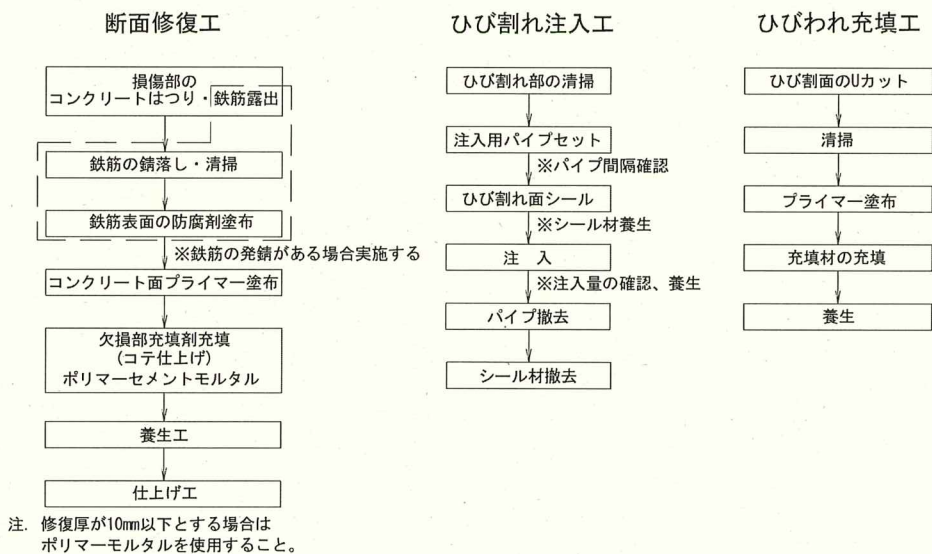 断面修復工
損傷部の
コンクリートはつり・鉄筋露出
鉄筋の錆落し・清掃
鉄筋表面の防腐剤塗布
※鉄筋の発錆がある場合実施する
コンクリート面プライマー塗布
欠損部充填剤充填
(コテ仕上げ)
ポリマーセメントモルタル
養生工
仕上げ工
注. 修復厚が10mm以下とする場合は
ポリマーモルタルを使用すること。
ひび割れ注入工
ひび割れ部の清掃
注入用パイプセット
※パイプ間隔確認
ひび割れ面シール
※シール材養生
注　入
※注入量の確認、養生
パイプ撤去
シール材撤去
ひびわれ充填工
ひび割面のUカット
清掃
プライマー塗布
充填材の充填
養生